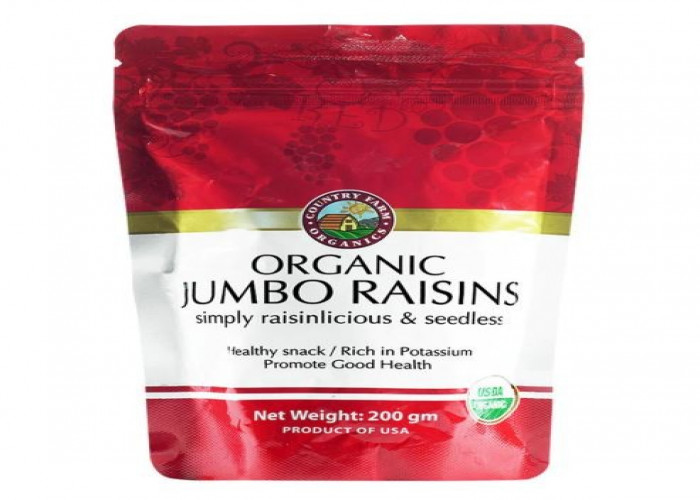 COUNTRY FARM
ORGANICS
ORGANIC
JUMBO RAISINS
simply raisinlicious & seedless
Healthy snack / Rich in Potassium
Promote Good Health
USDA
ORGANIC
Net Weight: 200 gm
PRODUCT OF USA